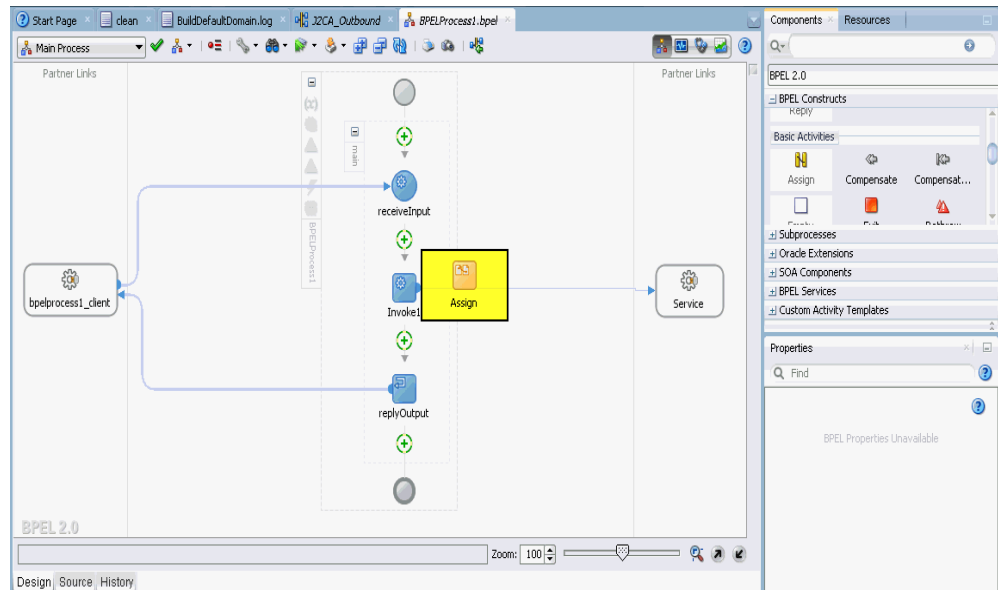 Start Page
clean
BuildDefaultDomain.log
J2CA_Outbound
BPELProcess1.bpel
Main Process
Partner Links
Partner Links
main
BPELProcess1
receiveInput
bpelprocess1_client
Invoke1
Assign
Service
replyOutput
BPEL 2.0
Zoom: 100
Design Source History
Components
Resources
BPEL 2.0
BPEL Constructs
Reply
Basic Activities
Assign
Compensate
Compensat...
Empty
Exit
Rethrow
Subprocesses
Oracle Extensions
SOA Components
BPEL Services
Custom Activity Templates
Properties
Find
BPEL Properties Unavailable